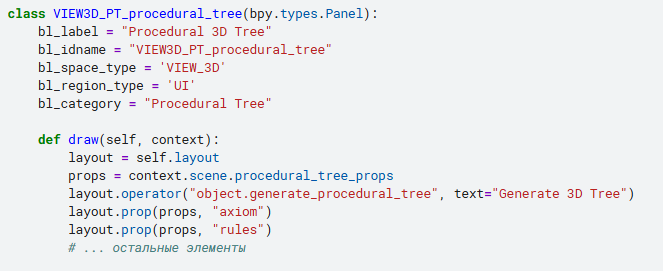 class VIEW3D_PT_procedural_tree(bpy.types.Panel):
    bl_label = "Procedural 3D Tree"
    bl_idname = "VIEW3D_PT_procedural_tree"
    bl_space_type = 'VIEW_3D'
    bl_region_type = 'UI'
    bl_category = "Procedural Tree"

    def draw(self, context):
        layout = self.layout
        props = context.scene.procedural_tree_props
        layout.operator("object.generate_procedural_tree", text="Generate 3D Tree")
        layout.prop(props, "axiom")
        layout.prop(props, "rules")
        # ... остальные элементы